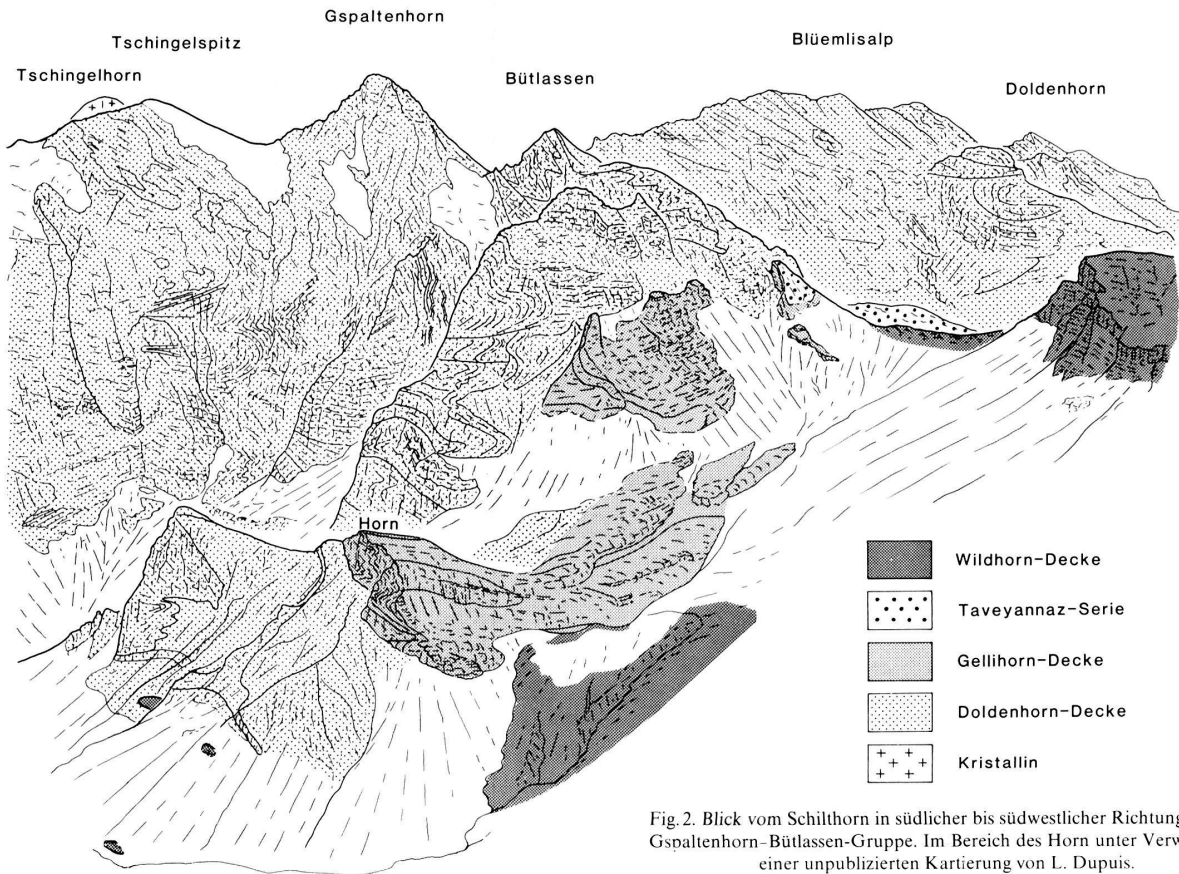 Gspaltenhorn
Tschingelspitz
Tschingelhorn
Bütlassen
Blüemlisalp
Doldenhorn
Horn
Wildhorn-Decke
Taveyannaz-Serie
Gellihorn-Decke
Doldenhorn-Decke
Kristallin
Fig. 2. Blick vom Schilthorn in südlicher bis südwestlicher Richtung
Gspaltenhorn-Bütlassen-Gruppe. Im Bereich des Horn unter
einer unpublizierten Kartierung von L. Dupuis.